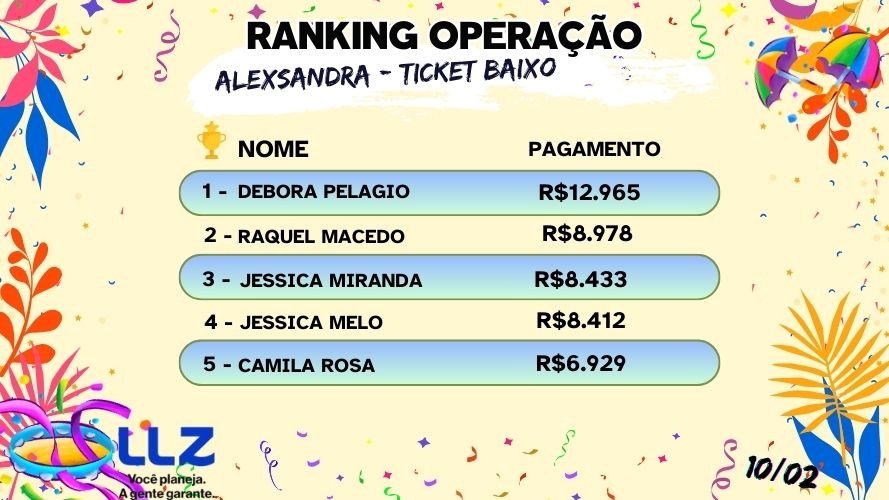 RANKING OPERAÇÃO
ALEXSANDRA - TICKET BAIXO
NOME PAGAMENTO
1 - DEBORA PELAGIO R$12.965
2 - RAQUEL MACEDO R$8.978
3 - JESSICA MIRANDA R$8.433
4 - JESSICA MELO R$8.412
5 - CAMILA ROSA R$6.929
LLZ
Você planeja.
A gente garante.
10/02